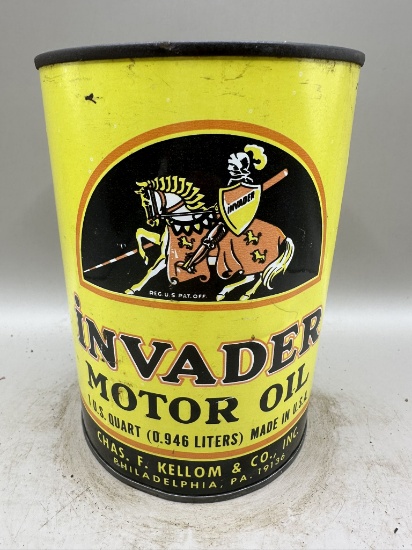 INVADER
REG. U.S. PAT. OFF.
iNVADER
MOTOR OIL
1 U.S. QUART (0.946 LITERS) MADE IN U.S.A.
CHAS. F. KELLOM & CO., INC.
PHILADELPHIA, PA. 19136